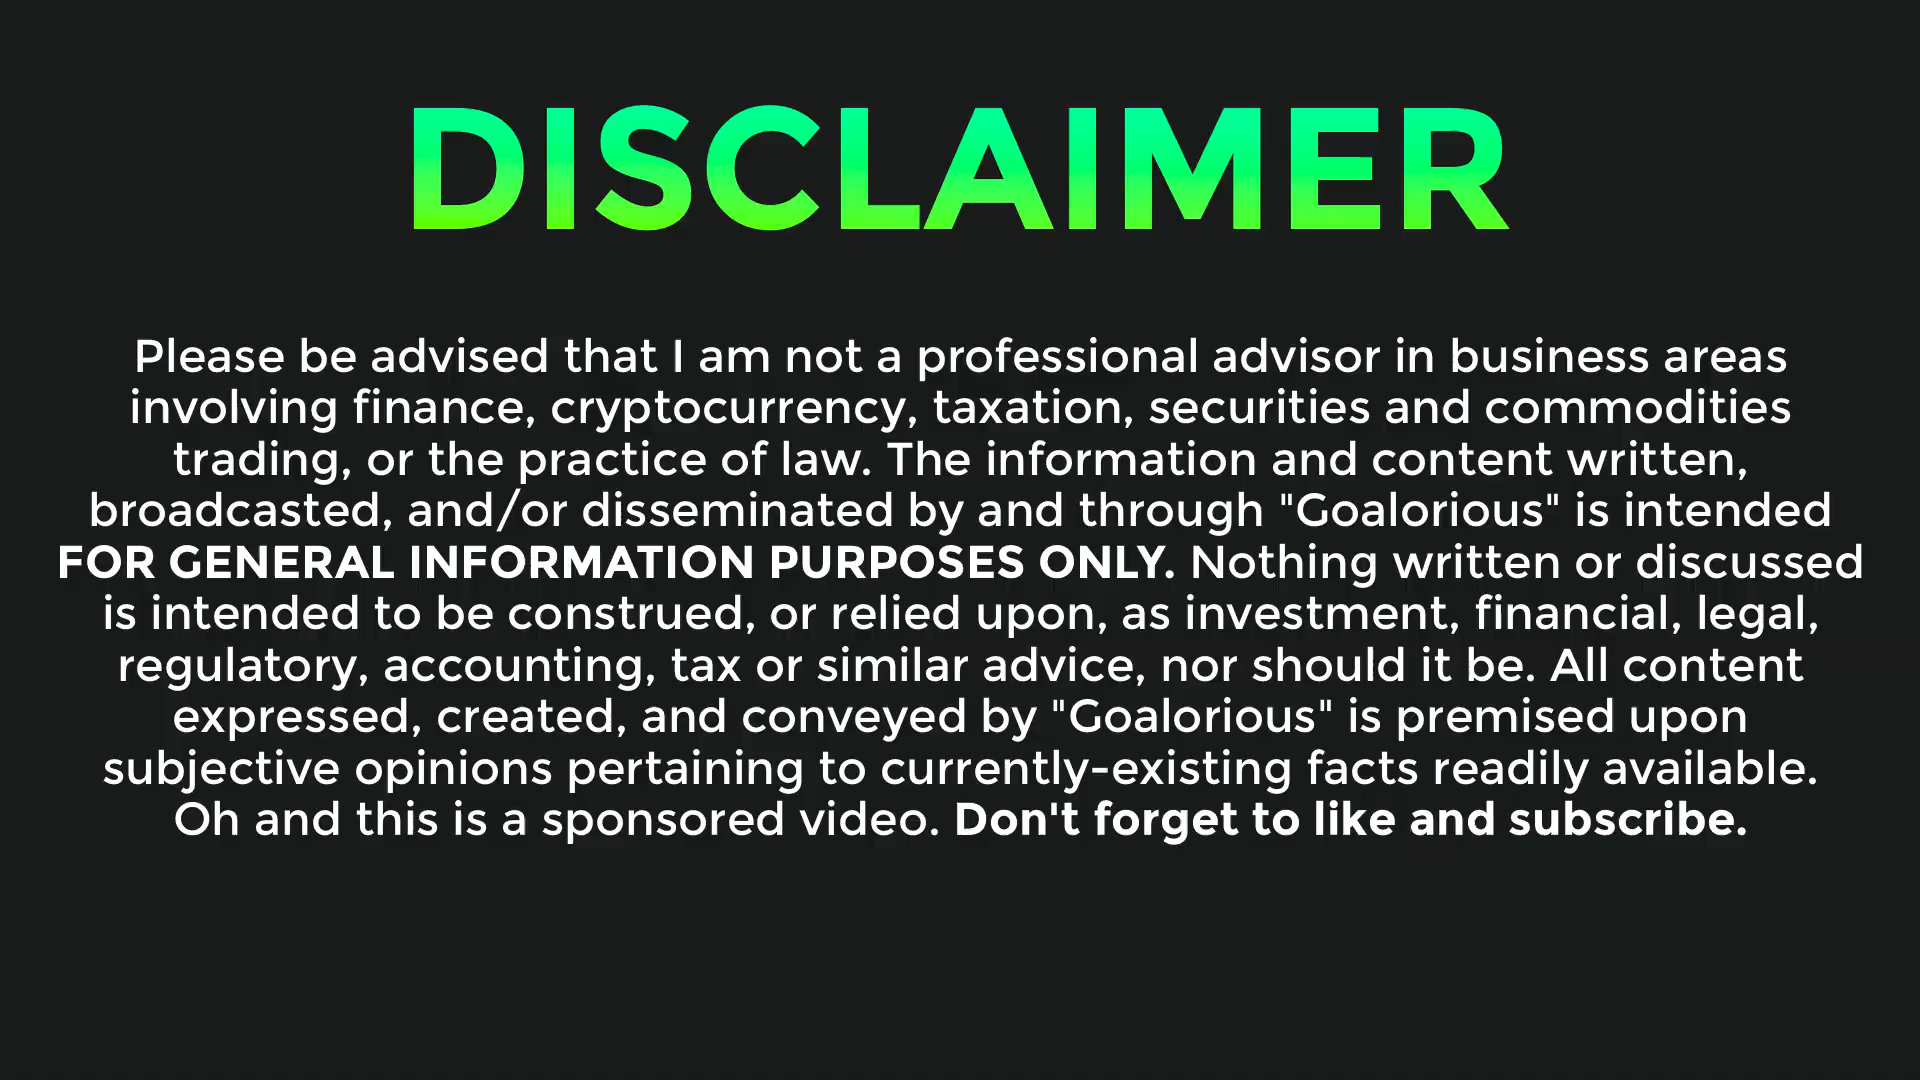 DISCLAIMER
Please be advised that I am not a professional advisor in business areas
involving finance, cryptocurrency, taxation, securities and commodities
trading, or the practice of law. The information and content written,
broadcasted, and/or disseminated by and through "Goalorious" is intended
FOR GENERAL INFORMATION PURPOSES ONLY. Nothing written or discussed
is intended to be construed, or relied upon, as investment, financial, legal,
regulatory, accounting, tax or similar advice, nor should it be. All content
expressed, created, and conveyed by "Goalorious" is premised upon
subjective opinions pertaining to currently-existing facts readily available.
Oh and this is a sponsored video. Don't forget to like and subscribe.